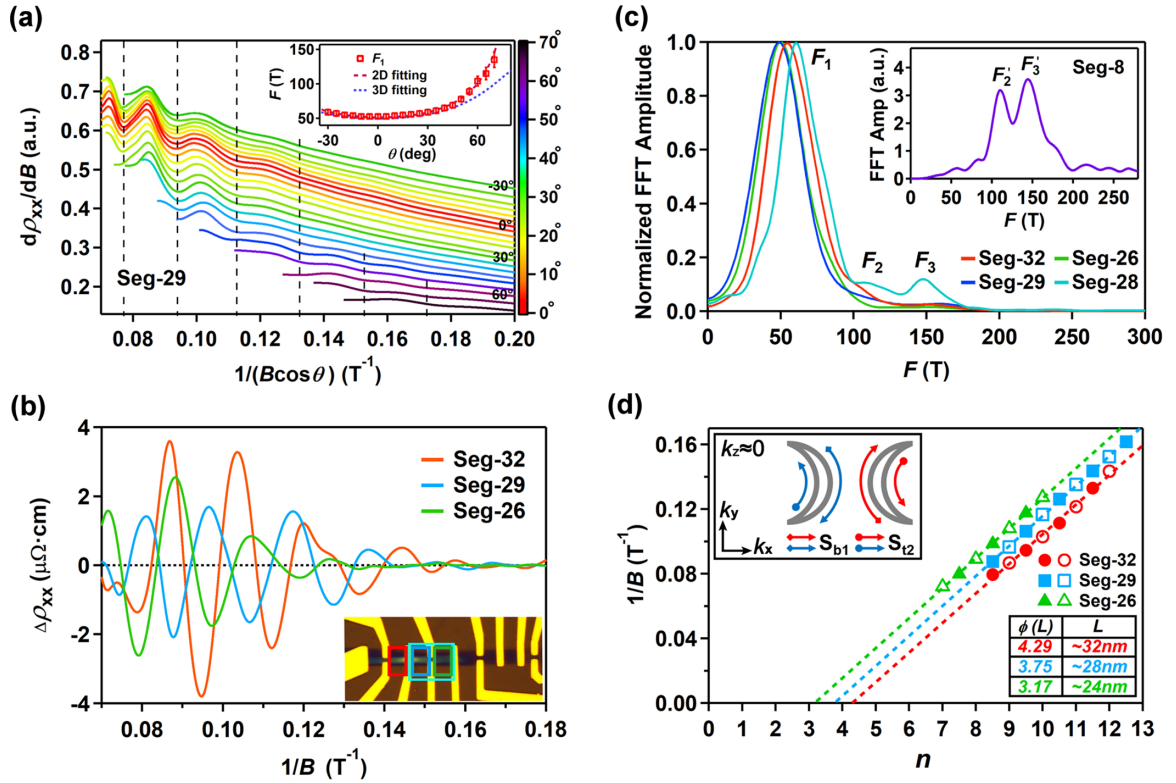 (a)
0.8
0.7
0.6
0.5
0.4
0.3
0.2
dρxx/dB (a.u.)
0.08 0.10 0.12 0.14 0.16 0.18 0.20
1/(Bcosθ) (T⁻¹)
Seg-29
-30°
0°
30°
60°
150
100
50
F (T)
F₁
2D fitting
3D fitting
-30 0 30 60
θ (deg)
70°
60°
50°
40°
30°
20°
10°
0°
(b)
4
2
0
-2
-4
Δρxx (μΩ·cm)
Seg-32
Seg-29
Seg-26
0.08 0.10 0.12 0.14 0.16 0.18
1/B (T⁻¹)
(c)
1.0
0.8
0.6
0.4
0.2
0.0
Normalized FFT Amplitude
F₁
F₂ F₃
Seg-32 Seg-26
Seg-29 Seg-28
0 50 100 150 200 250 300
F (T)
4
3
2
1
0
FFT Amp (a.u.)
F₂' F₃' Seg-8
0 50 100 150 200 250
F (T)
(d)
0.16
0.12
0.08
0.04
0.00
1/B (T⁻¹)
kz≈0
ky
kx
Sb1 St2
Seg-32
Seg-29
Seg-26
ϕ (L) L
4.29 ~32nm
3.75 ~28nm
3.17 ~24nm
0 1 2 3 4 5 6 7 8 9 10 11 12 13
n